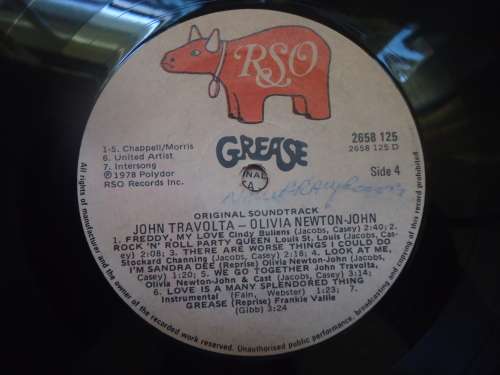 RSO
GREASE
1-5. Chappell/Morris
6. United Artist
7. Intersong
℗ 1978 Polydor
RSO Records Inc.
2658 125
2658 125 D
Side 4
ORIGINAL SOUNDTRACK
JOHN TRAVOLTA – OLIVIA NEWTON-JOHN
1. FREDDY, MY LOVE Cindy Bullens (Jacobs, Casey) 2:40; 2.
ROCK 'N' ROLL PARTY QUEEN Louis St. Louis (Jacobs, Cas-
ey) 2:08; 3. THERE ARE WORSE THINGS I COULD DO
Stockard Channing (Jacobs, Casey) 2:18; 4. LOOK AT ME,
I'M SANDRA DEE (Reprise) Olivia Newton-John (Jacobs,
Casey) 1:20; 5. WE GO TOGETHER John Travolta,
Olivia Newton-John & Cast (Jacobs, Casey) 3:14;
6. LOVE IS A MANY SPLENDORED THING
Instrumental (Fain, Webster) 1:23; 7.
GREASE (Reprise) Frankie Vallie
(Gibb) 3:24
All rights of the manufacturer and of the owner of the recorded work reserved. Unauthorised public performance, broadcasting and copying of this record prohibited